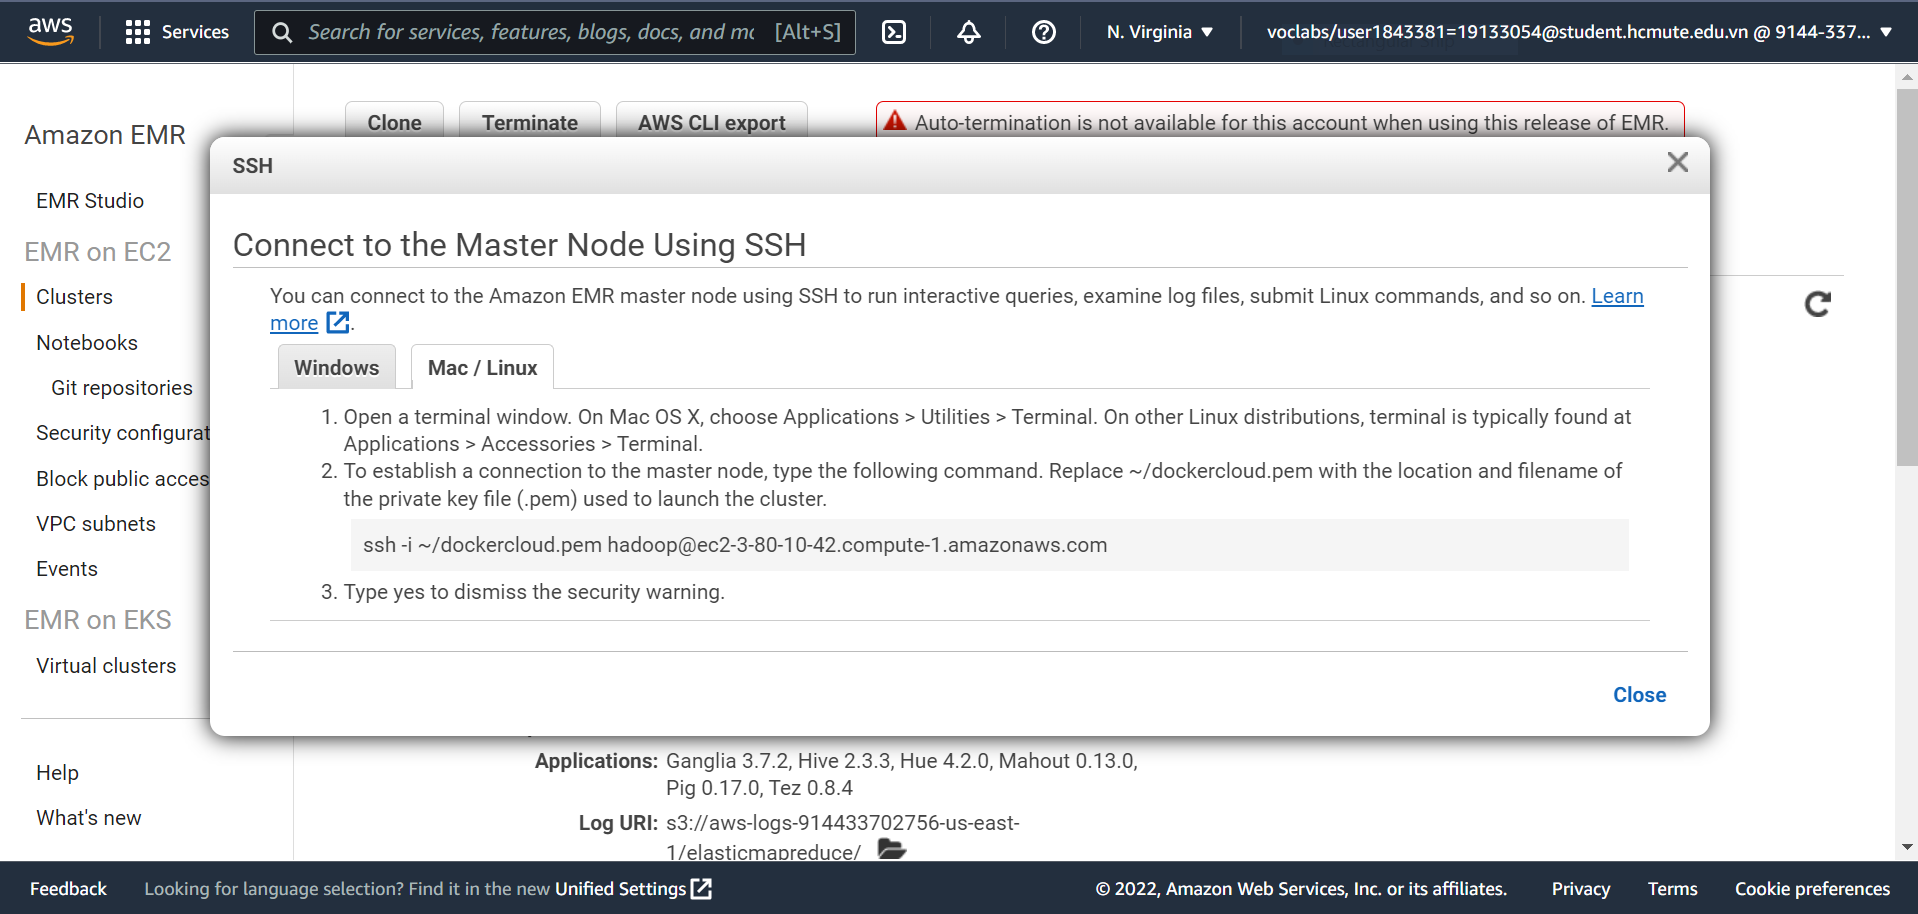 aws
Services
Search for services, features, blogs, docs, and mc [Alt+S]
N. Virginia
voclabs/user1843381=19133054@student.hcmute.edu.vn @ 9144-337...
Amazon EMR
EMR Studio
EMR on EC2
Clusters
Notebooks
Git repositories
Security configurat
Block public acces
VPC subnets
Events
EMR on EKS
Virtual clusters
Help
What's new
Clone
Terminate
AWS CLI export
Auto-termination is not available for this account when using this release of EMR.
SSH
Connect to the Master Node Using SSH
You can connect to the Amazon EMR master node using SSH to run interactive queries, examine log files, submit Linux commands, and so on. Learn
more .
Windows
Mac / Linux
1. Open a terminal window. On Mac OS X, choose Applications > Utilities > Terminal. On other Linux distributions, terminal is typically found at
Applications > Accessories > Terminal.
2. To establish a connection to the master node, type the following command. Replace ~/dockercloud.pem with the location and filename of
the private key file (.pem) used to launch the cluster.
ssh -i ~/dockercloud.pem hadoop@ec2-3-80-10-42.compute-1.amazonaws.com
3. Type yes to dismiss the security warning.
Close
Applications: Ganglia 3.7.2, Hive 2.3.3, Hue 4.2.0, Mahout 0.13.0,
Pig 0.17.0, Tez 0.8.4
Log URI: s3://aws-logs-914433702756-us-east-
1/elasticmapreduce/
Feedback
Looking for language selection? Find it in the new Unified Settings
© 2022, Amazon Web Services, Inc. or its affiliates.
Privacy
Terms
Cookie preferences